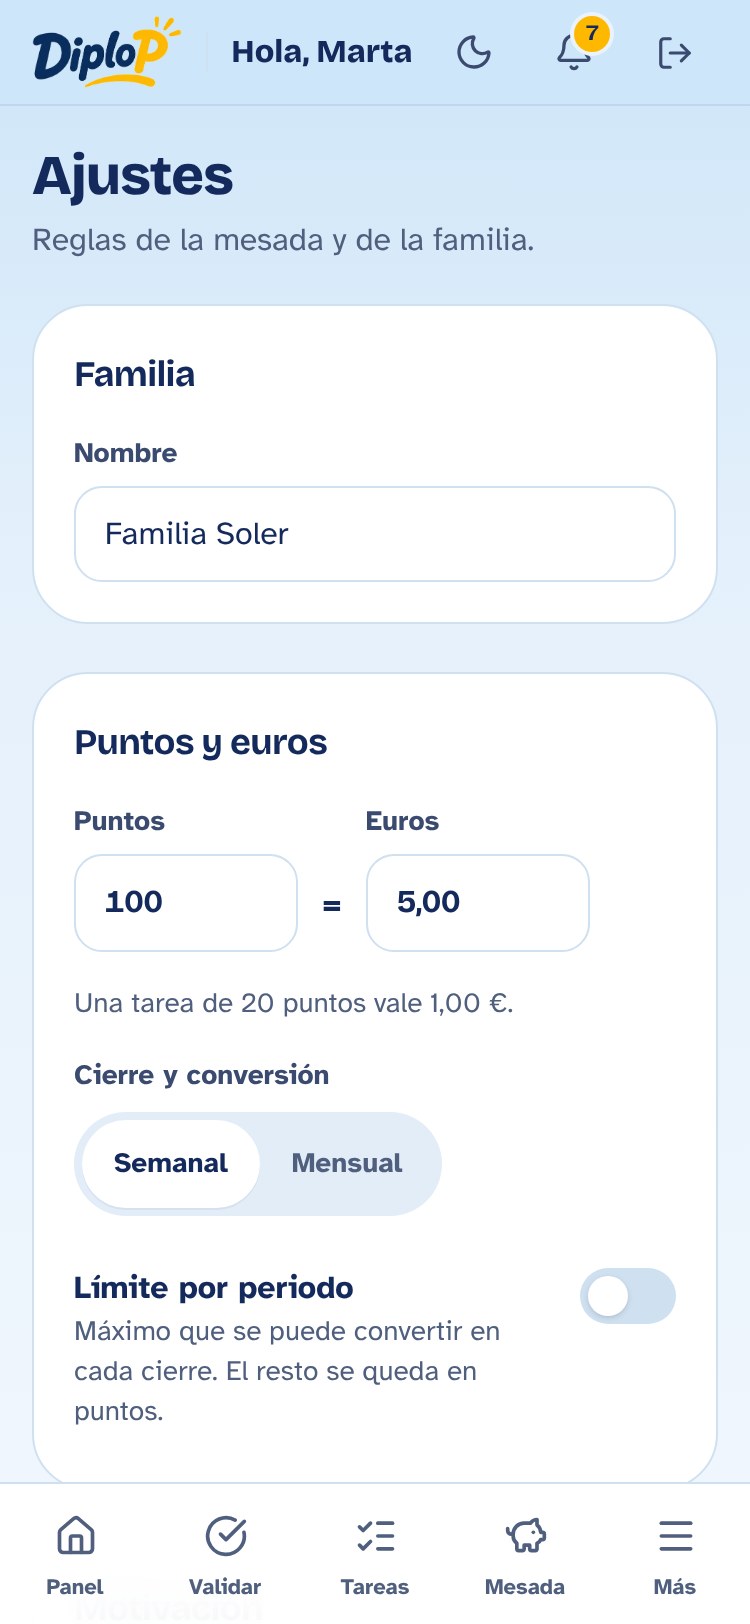 DiploP
Hola, Marta
7
Ajustes
Reglas de la mesada y de la familia.
Familia
Nombre
Familia Soler
Puntos y euros
Puntos
Euros
100
=
5,00
Una tarea de 20 puntos vale 1,00 €.
Cierre y conversión
Semanal
Mensual
Límite por periodo
Máximo que se puede convertir en
cada cierre. El resto se queda en
puntos.
Motivación
Panel
Validar
Tareas
Mesada
Más